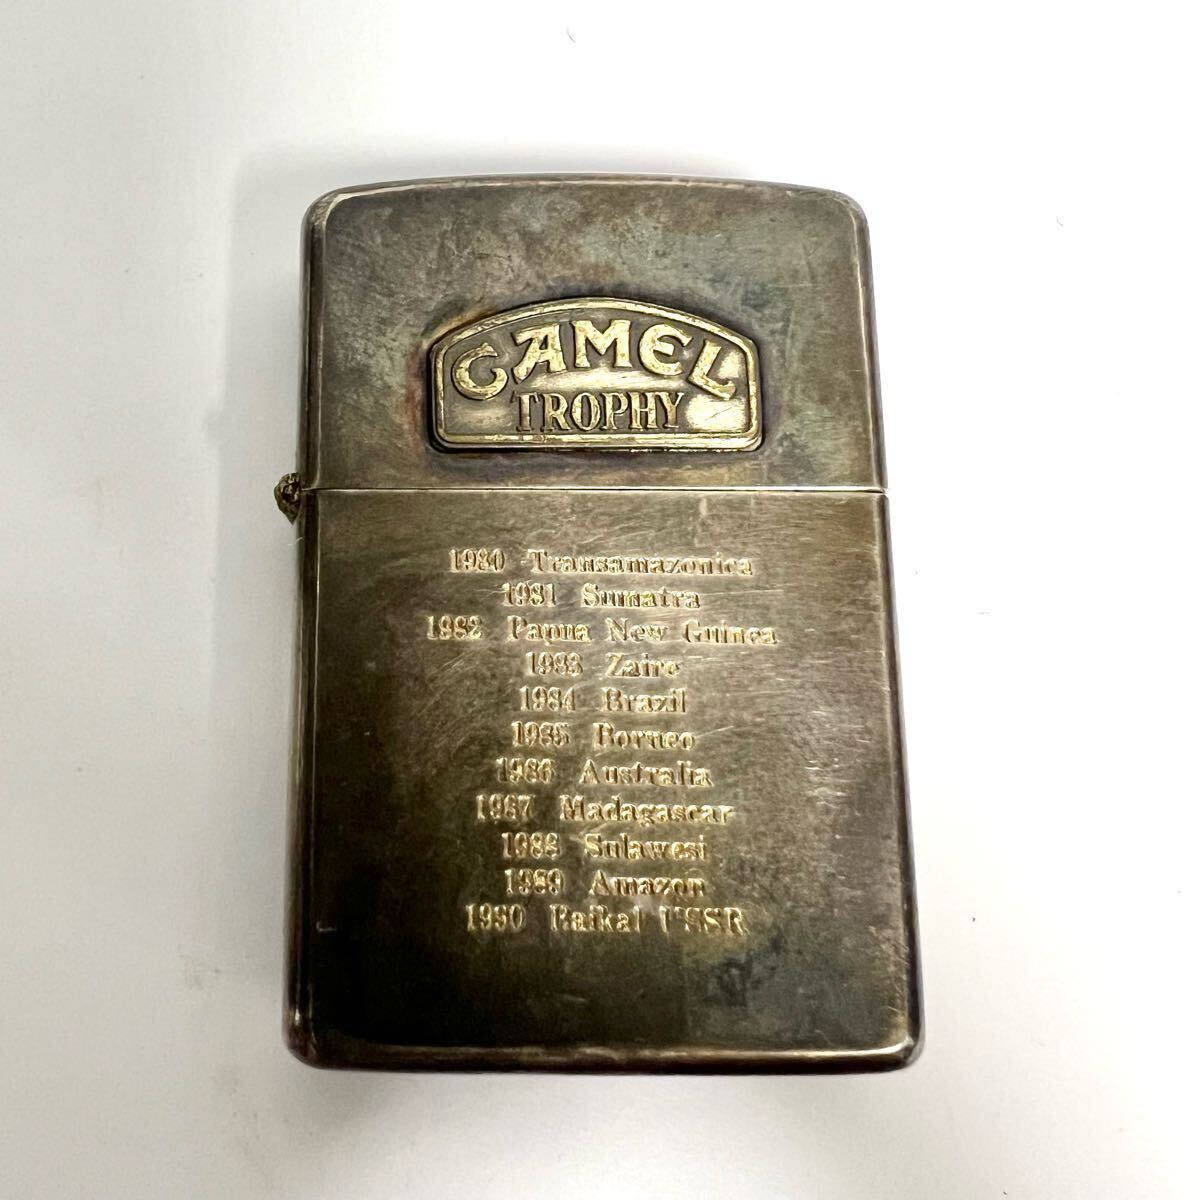 CAMEL
TROPHY
1980 Transamazonica
1981 Sumatra
1982 Papua New Guinea
1983 Zaire
1984 Brazil
1985 Borneo
1986 Australia
1987 Madagascar
1988 Sulawesi
1989 Amazon
1990 Baikal USSR